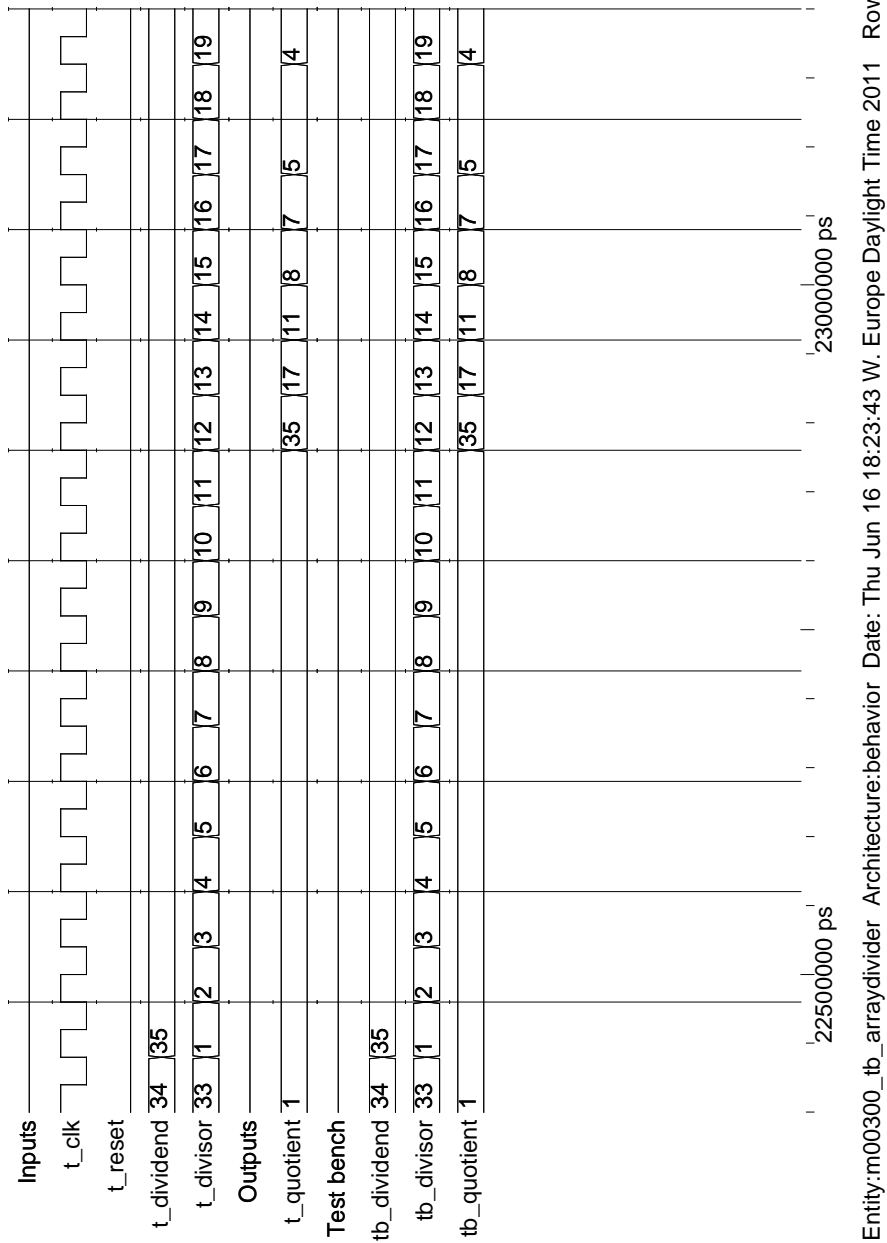 Inputs
t_clk
t_reset
t_dividend 34 35
t_divisor 33 1 2 3 4 5 6 7 8 9 10 11 12 13 14 15 16 17 18 19
Outputs
t_quotient 1 35 17 11 8 7 5 4
Test bench
tb_dividend 34 35
tb_divisor 33 1 2 3 4 5 6 7 8 9 10 11 12 13 14 15 16 17 18 19
tb_quotient 1 35 17 11 8 7 5 4
22500000 ps 23000000 ps
Entity:m00300_tb_arraydivider Architecture:behavior Date: Thu Jun 16 18:23:43 W. Europe Daylight Time 2011